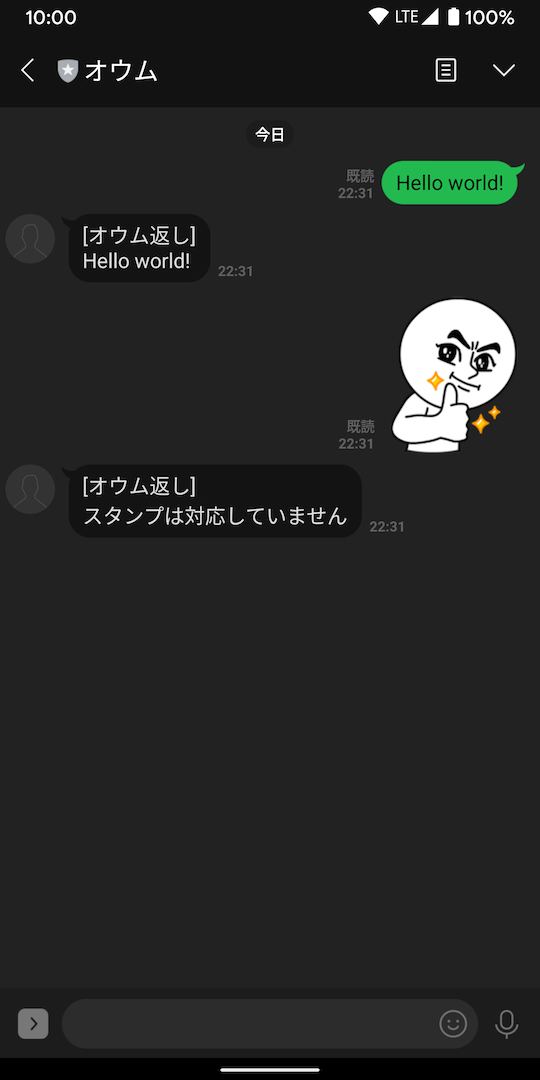 10:00
LTE 100%
オウム
今日
既読
22:31
Hello world!
[オウム返し]
Hello world!
22:31
既読
22:31
[オウム返し]
スタンプは対応していません
22:31